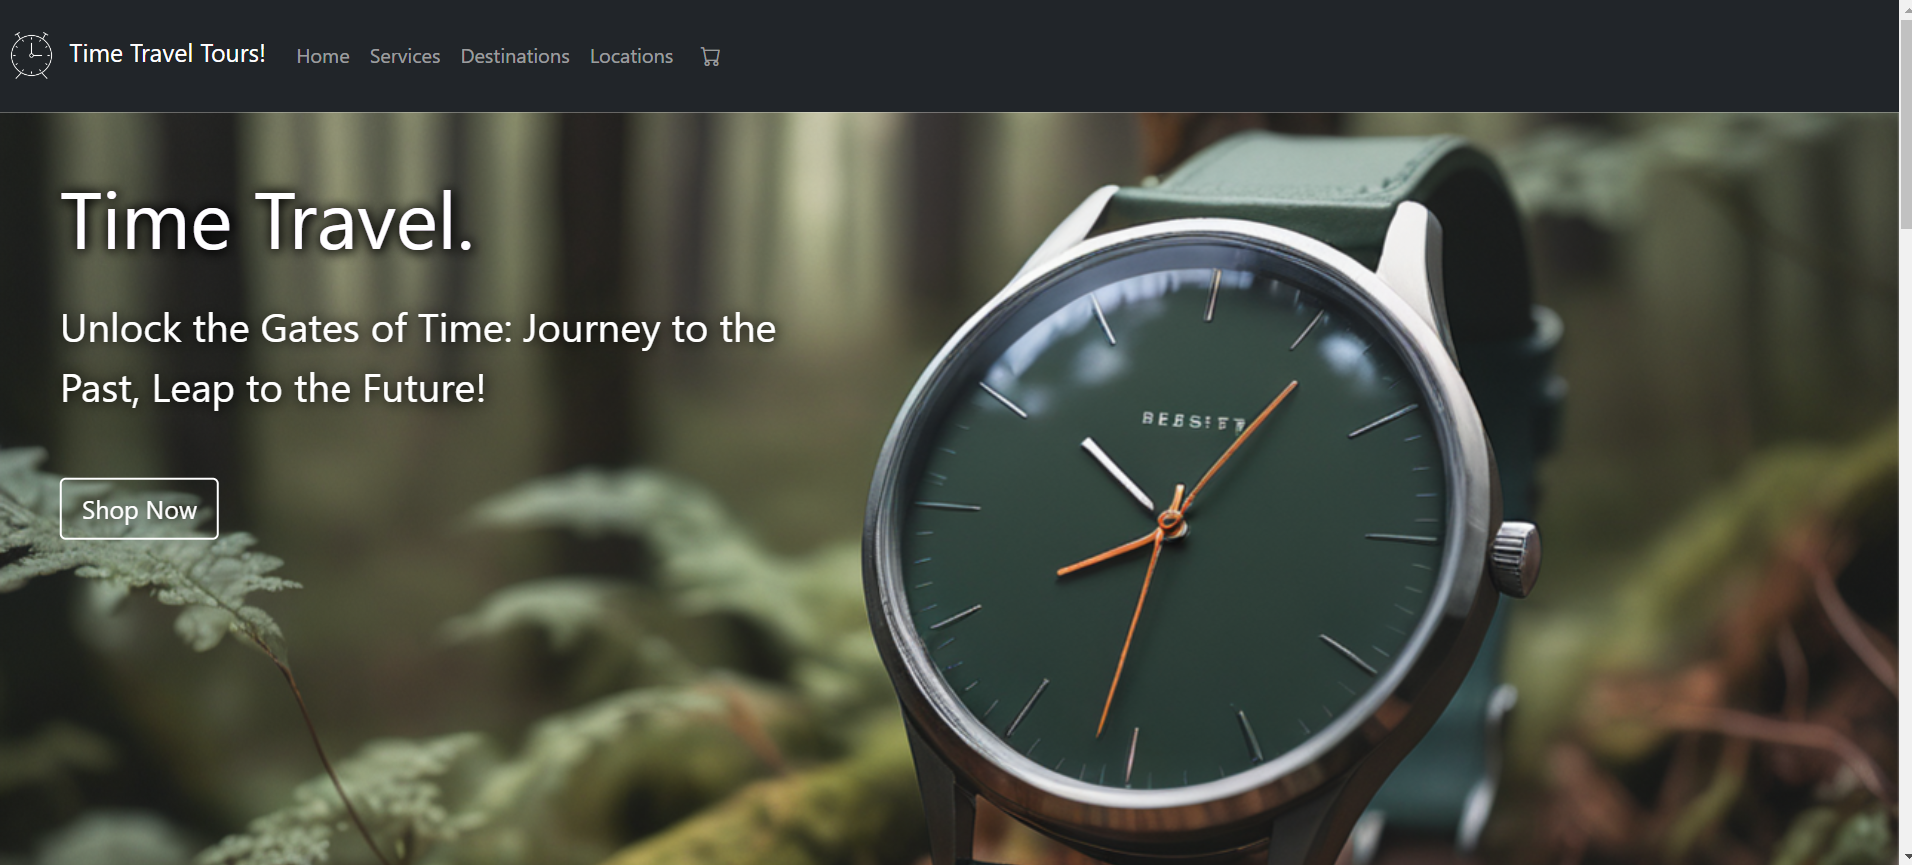 Time Travel Tours!
Home Services Destinations Locations
Time Travel.
Unlock the Gates of Time: Journey to the
Past, Leap to the Future!
Shop Now